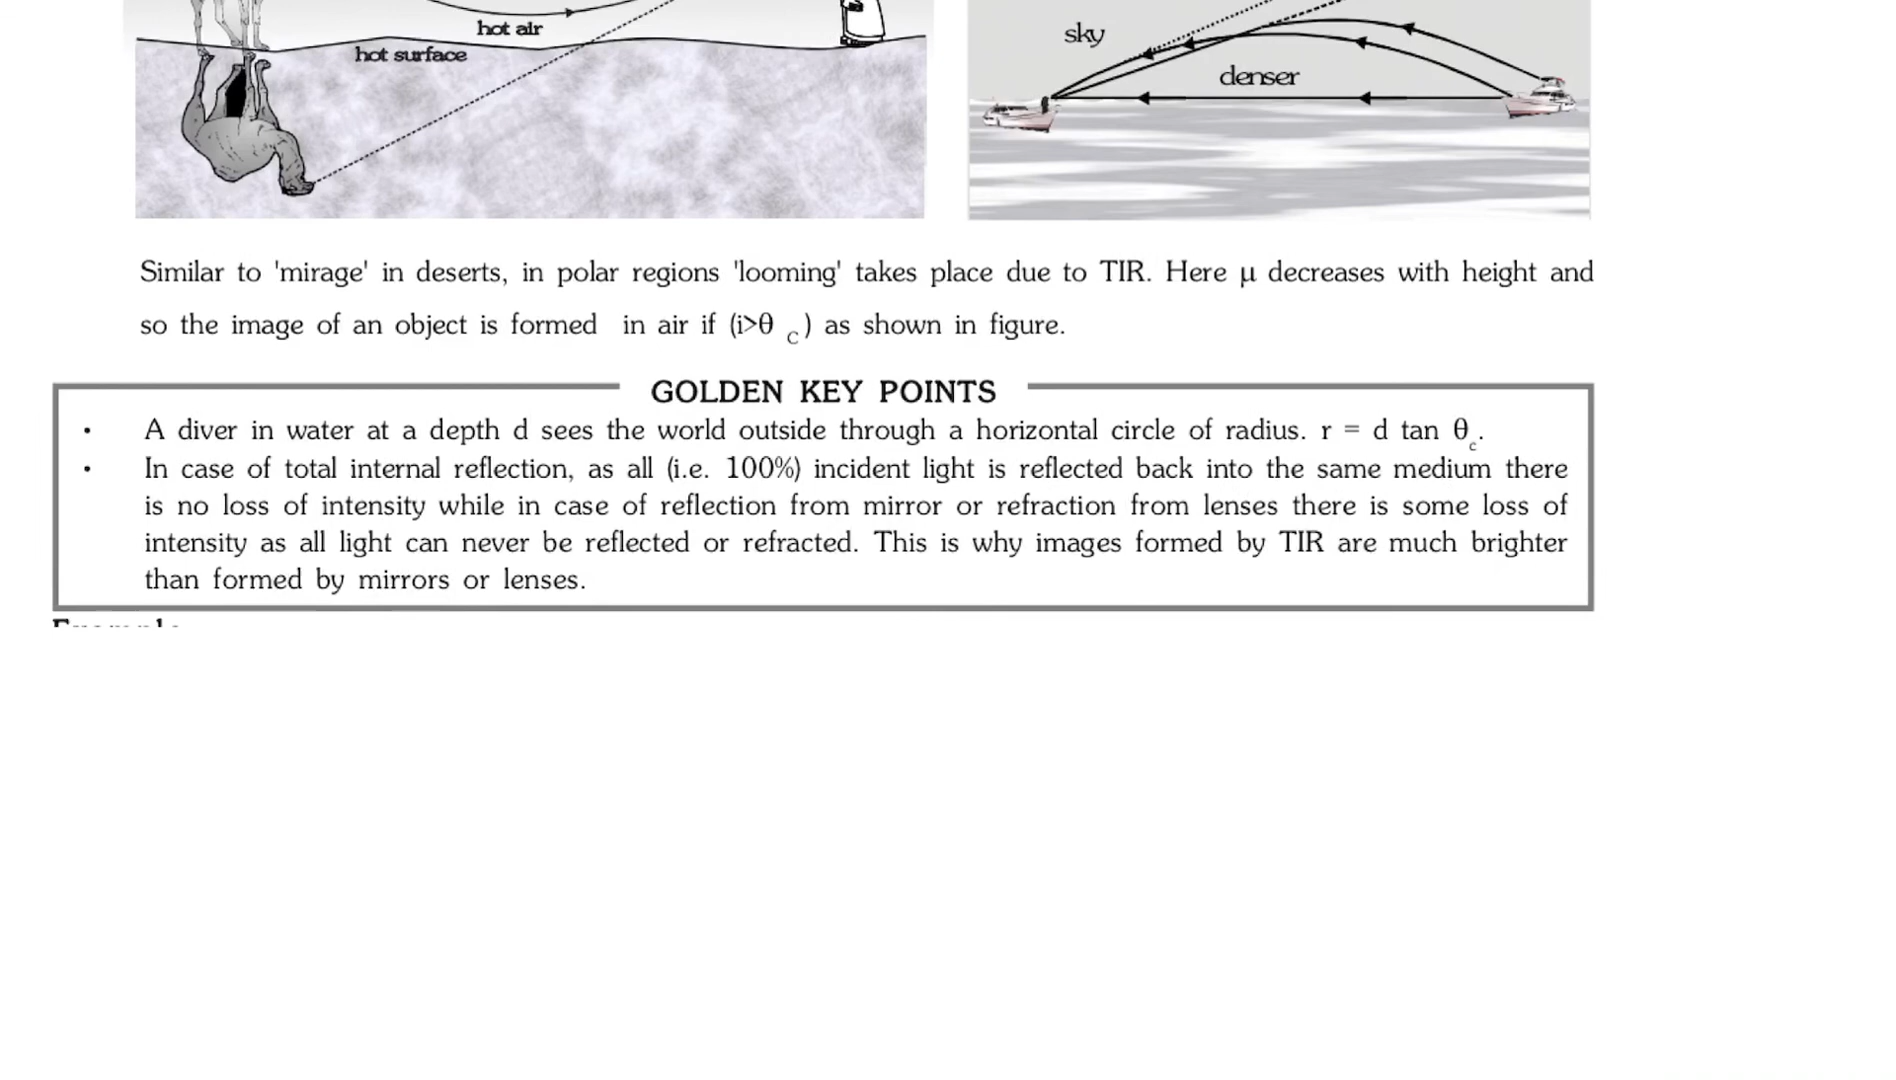 hot air
hot surface
sky
denser
Similar to 'mirage' in deserts, in polar regions 'looming' takes place due to TIR. Here μ decreases with height and
so the image of an object is formed in air if (i>θ c) as shown in figure.
GOLDEN KEY POINTS
• A diver in water at a depth d sees the world outside through a horizontal circle of radius. r = d tan θc.
• In case of total internal reflection, as all (i.e. 100%) incident light is reflected back into the same medium there
is no loss of intensity while in case of reflection from mirror or refraction from lenses there is some loss of
intensity as all light can never be reflected or refracted. This is why images formed by TIR are much brighter
than formed by mirrors or lenses.